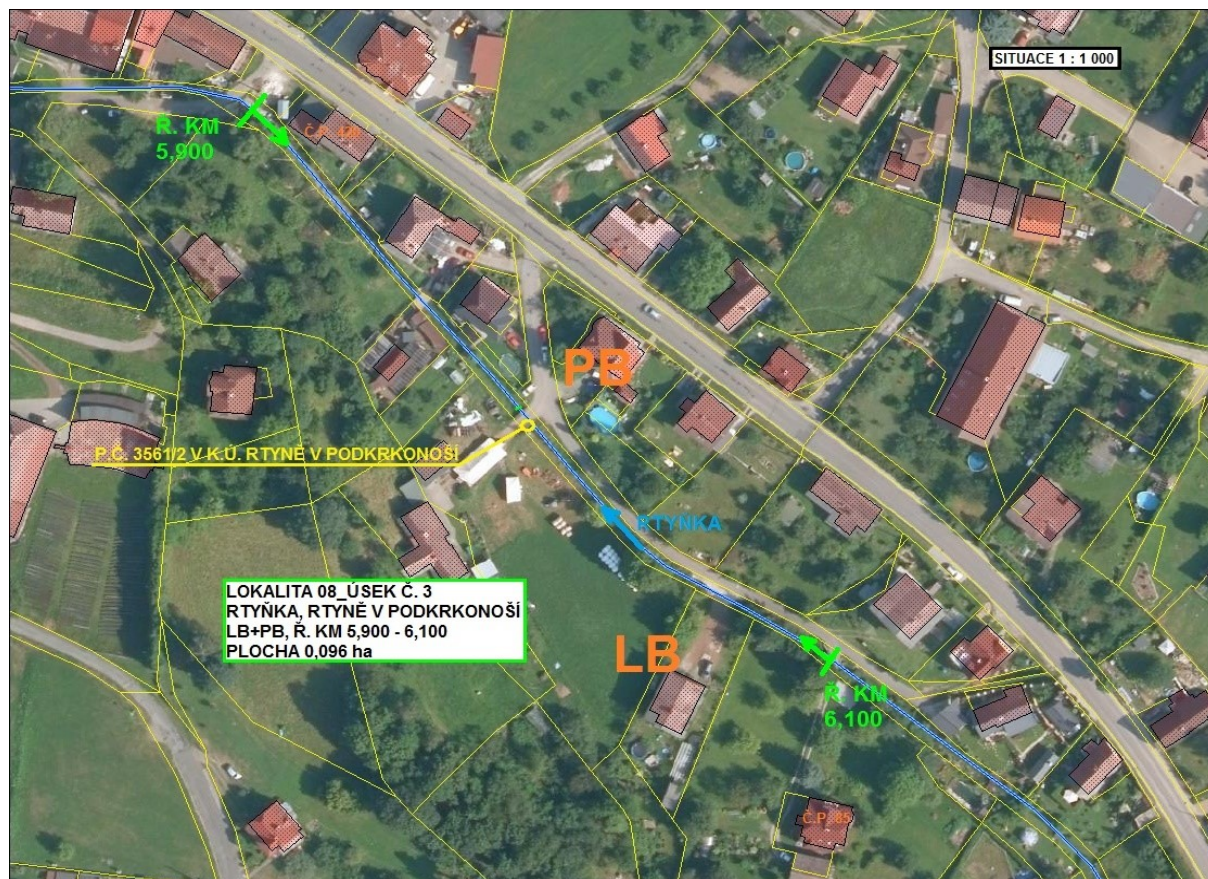 SITUACE 1 : 1 000
Ř. KM
5,900
PB
P.Č. 3561/2 V K.Ú. RTYNĚ V PODKRKONOŠÍ
RTYŇKA
LOKALITA 08_ÚSEK Č. 3
RTYŇKA, RTYNĚ V PODKRKONOŠÍ
LB+PB, Ř. KM 5,900 - 6,100
PLOCHA 0,096 ha
LB
Ř. KM
6,100
Č.P. 85